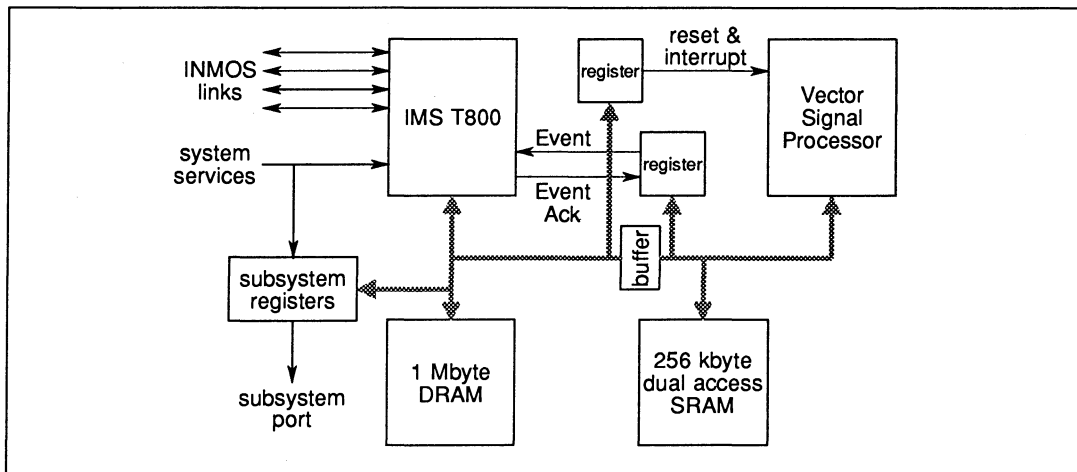 INMOS
links
system
services
IMS T800
Event
Event
Ack
register
reset &
interrupt
register
Vector
Signal
Processor
buffer
subsystem
registers
subsystem
port
1 Mbyte
DRAM
256 kbyte
dual access
SRAM